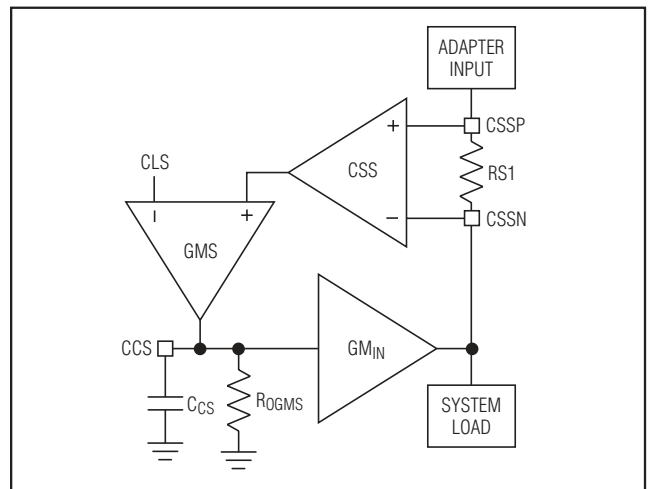 ADAPTER
INPUT
+
CSSP
CSS
RS1
CLS
−
CSSN
−
+
GMS
CCS
GMIN
CCS
ROGMS
SYSTEM
LOAD